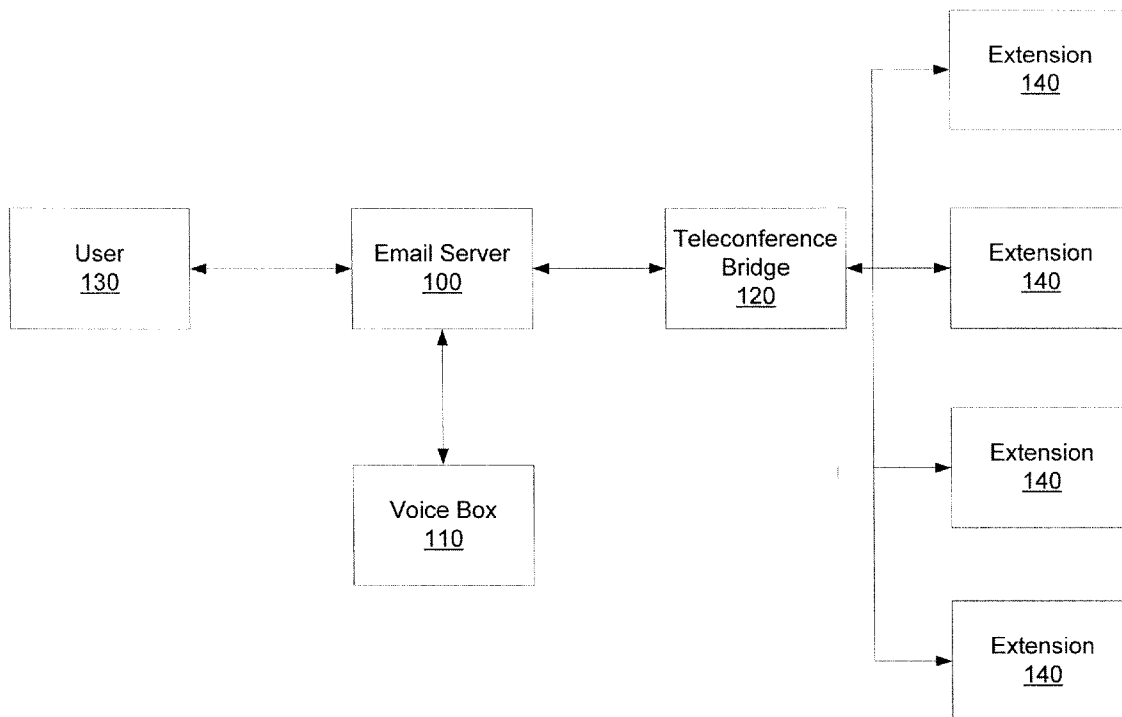 Extension
140
User
130
Email Server
100
Teleconference
Bridge
120
Extension
140
Voice Box
110
Extension
140
Extension
140